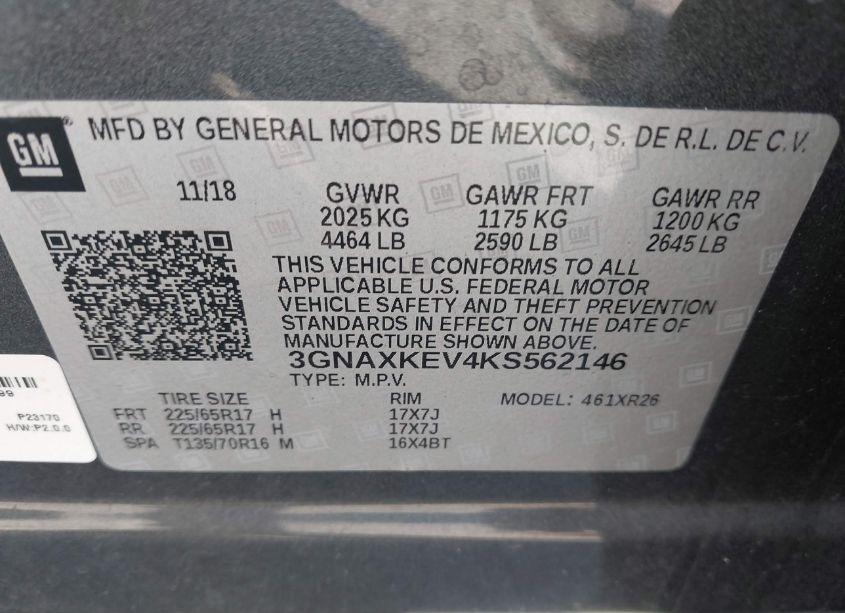 GM® MFD BY GENERAL MOTORS DE MEXICO, S. DE R.L. DE C.V.
11/18 GVWR GAWR FRT GAWR RR
2025 KG 1175 KG 1200 KG
4464 LB 2590 LB 2645 LB
THIS VEHICLE CONFORMS TO ALL
APPLICABLE U.S. FEDERAL MOTOR
VEHICLE SAFETY AND THEFT PREVENTION
STANDARDS IN EFFECT ON THE DATE OF
MANUFACTURE SHOWN ABOVE.
3GNAXKEV4KS562146
TYPE: M.P.V.
TIRE SIZE RIM MODEL: 461XR26
FRT 225/65R17 H 17X7J
RR 225/65R17 H 17X7J
SPA T135/70R16 M 16X4BT
P23170
H/W:P2.0.0